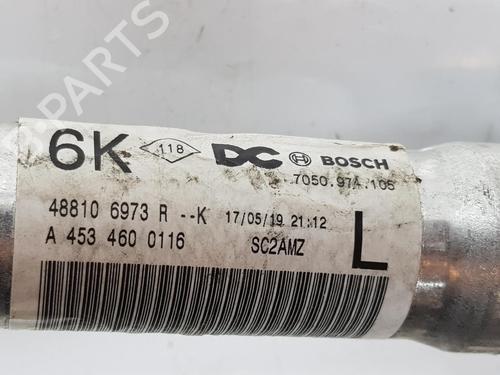 B-Parts
6K 118 DC BOSCH
7050.974.105
48810 6973 R --K 17/05/19 21:12
A 453 460 0116 SC2AMZ L